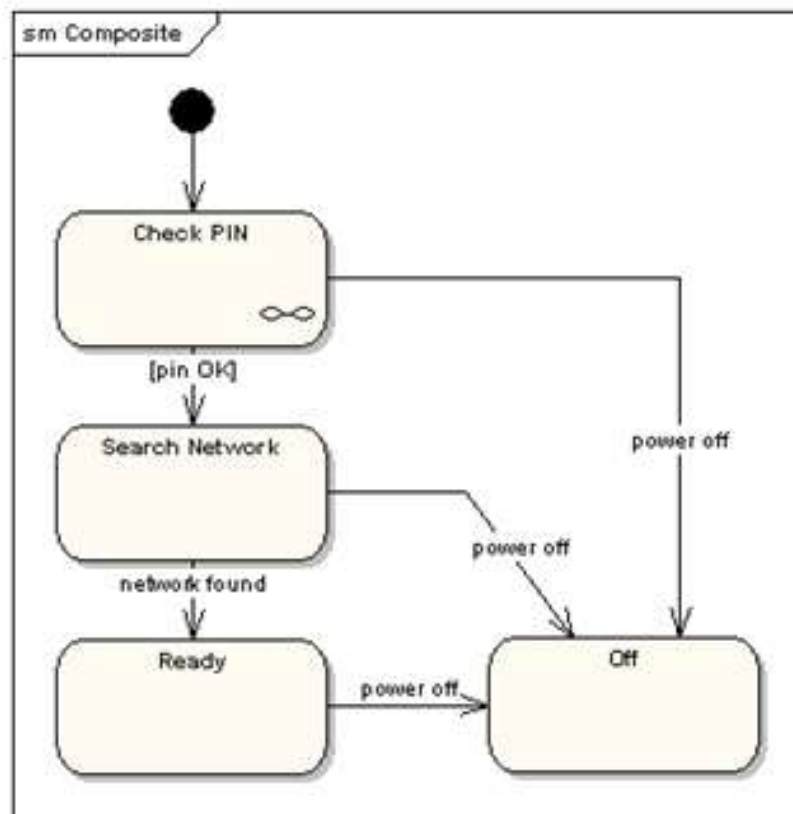 sm Composite
Check PIN
[pin OK]
Search Network
power off
power off
network found
Ready
Off
power off